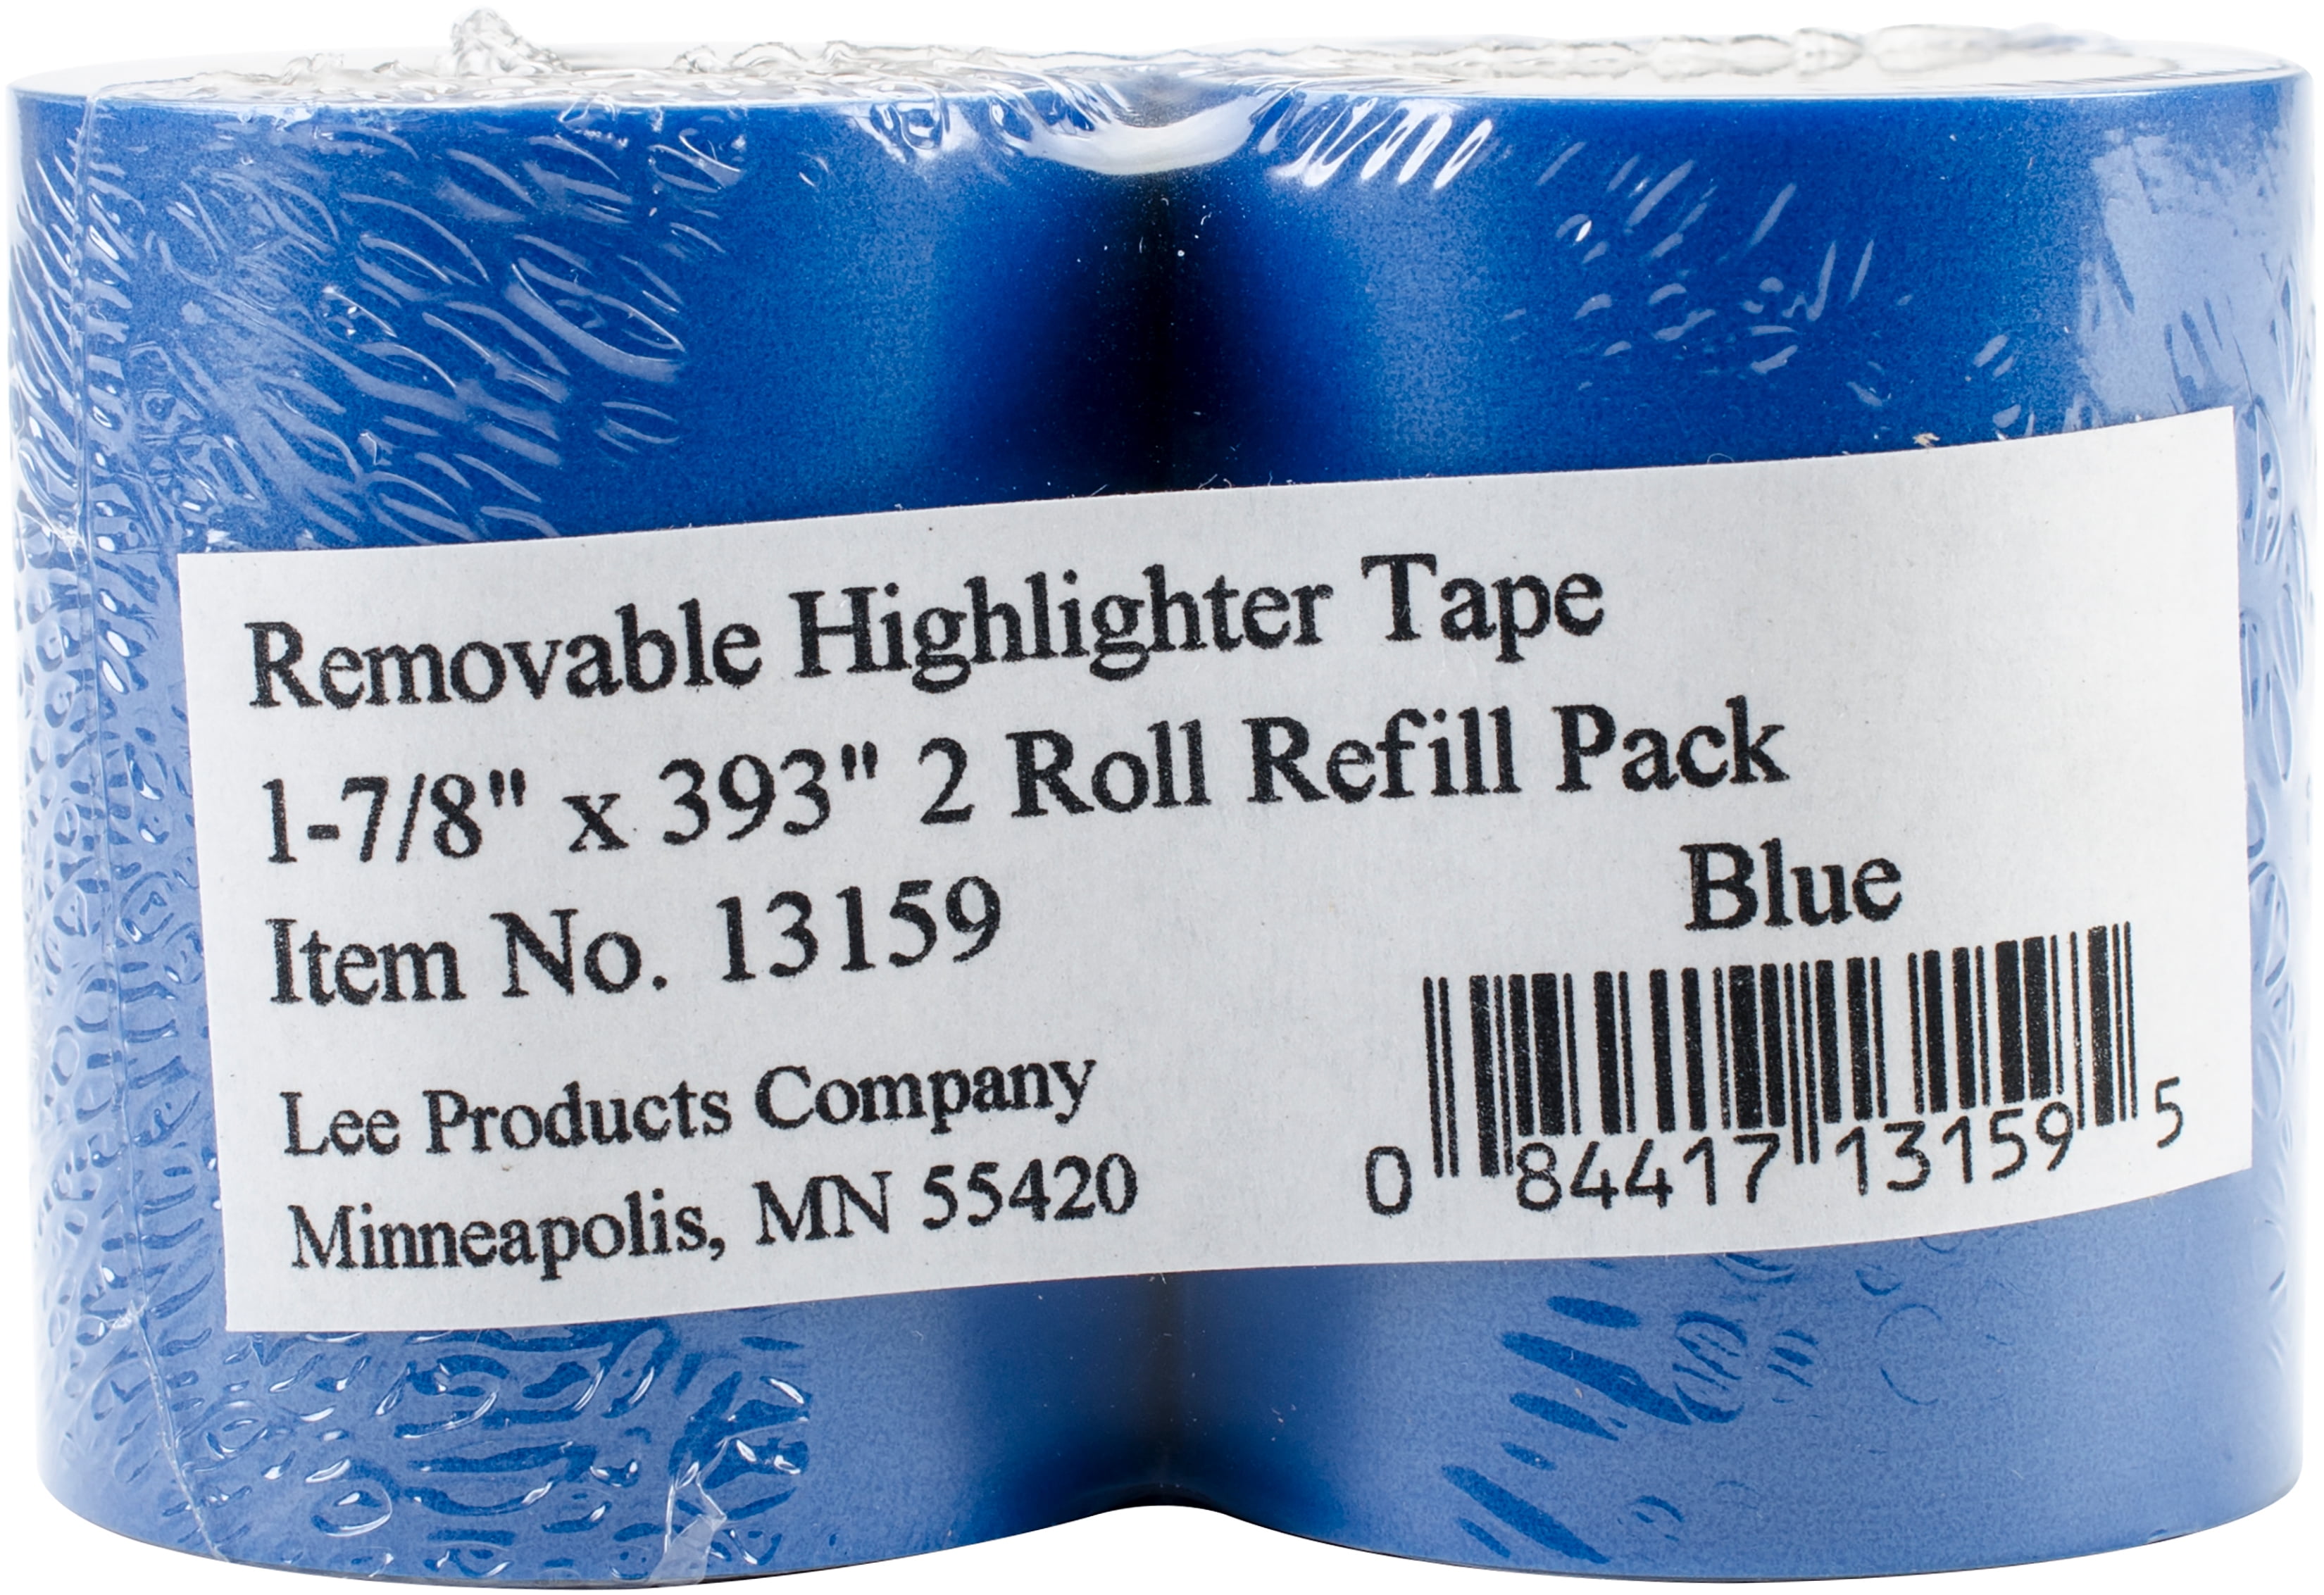 Removable Highlighter Tape
1-7/8" x 393" 2 Roll Refill Pack
Blue
Item No. 13159
Lee Products Company
Minneapolis, MN 55420
0 84417 13159 5